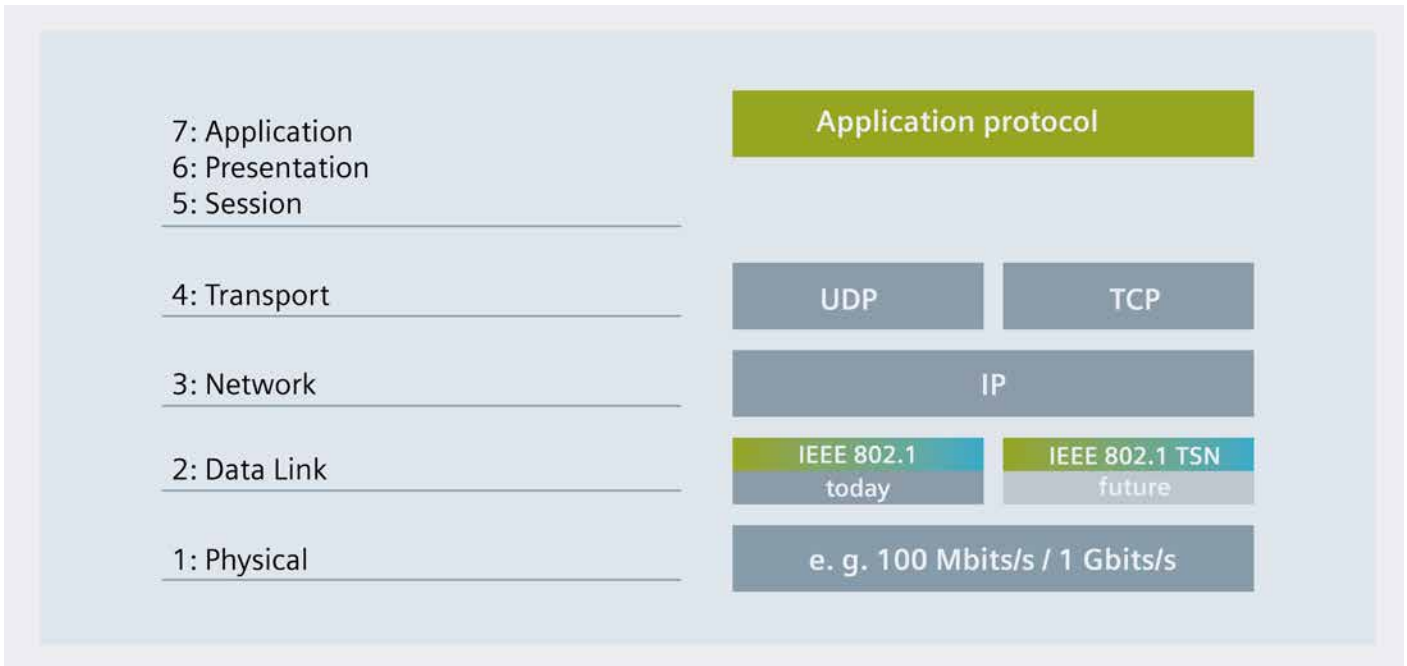 7: Application
6: Presentation
5: Session
Application protocol
4: Transport
UDP
TCP
3: Network
IP
2: Data Link
IEEE 802.1
today
IEEE 802.1 TSN
future
1: Physical
e. g. 100 Mbits/s / 1 Gbits/s